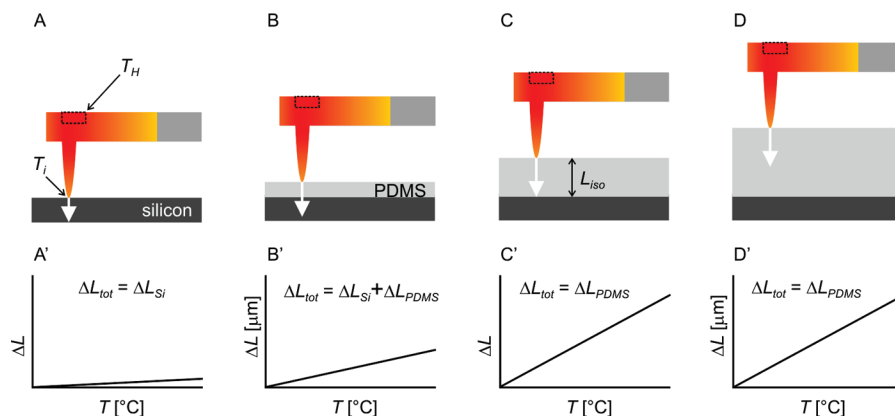 A
B
C
D
T_H
T_i
silicon
PDMS
L_iso
A'
B'
C'
D'
ΔL_tot = ΔL_Si
ΔL_tot = ΔL_Si+ΔL_PDMS
ΔL_tot = ΔL_PDMS
ΔL_tot = ΔL_PDMS
ΔL
ΔL [µm]
ΔL
ΔL [µm]
T [°C]
T [°C]
T [°C]
T [°C]